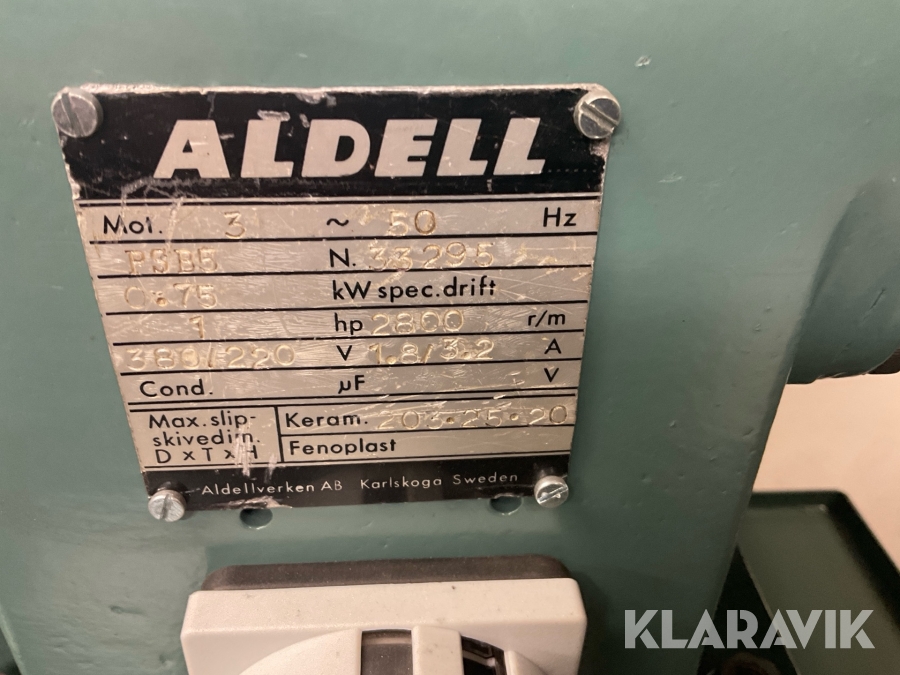 ALDELL
Mot. 3 ~ 50 Hz
N. 33295
0.75 kW spec.drift
1 hp 2800 r/m
380/220 V 1.8/3.2 A
Cond. µF V
Max. slip-
skivedim.
D x T x H
Keram. 203·25·20
Fenoplast
Aldellverken AB Karlskoga Sweden
KLARAVIK